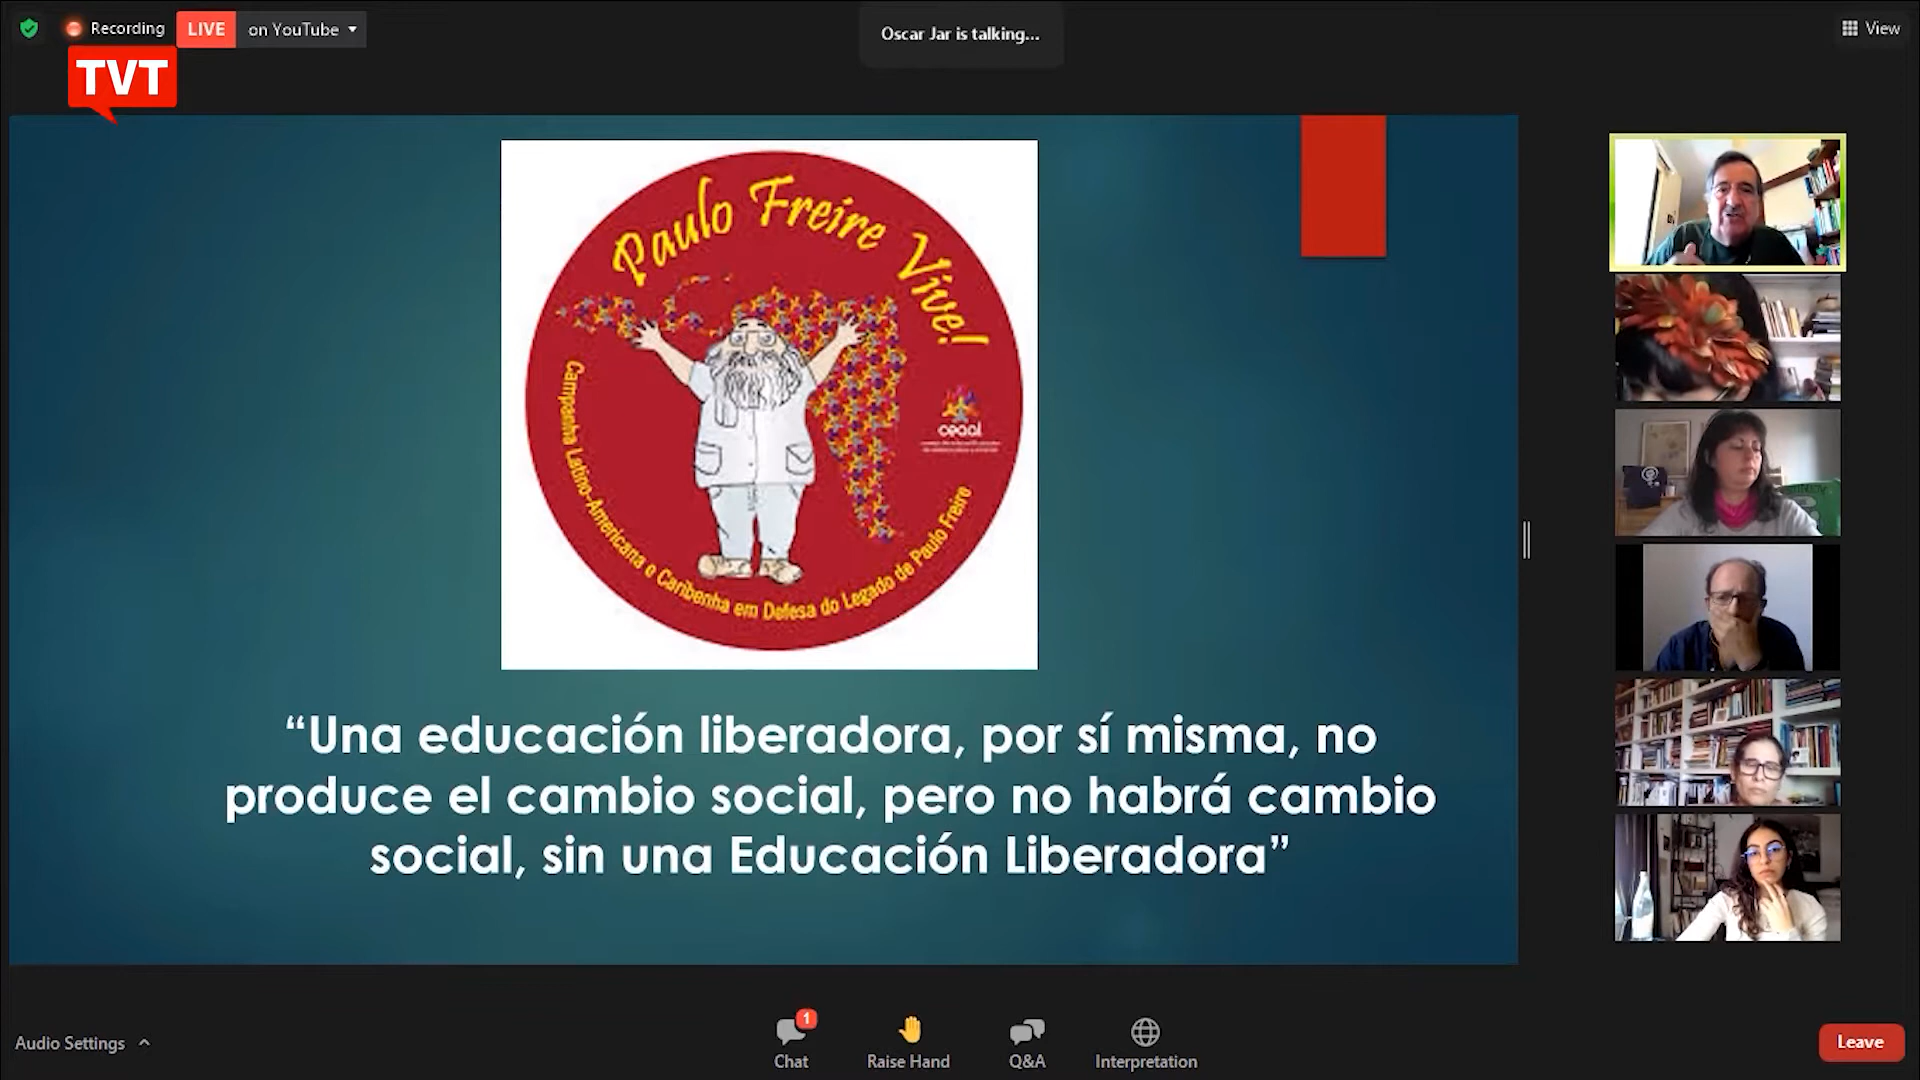 Recording
LIVE
on YouTube
Oscar Jar is talking...
View
TVT
Paulo Freire Vive!
ceaal
Campanha Latino-Americana e Caribenha em Defesa do Legado de Paulo Freire
“Una educación liberadora, por sí misma, no
produce el cambio social, pero no habrá cambio
social, sin una Educación Liberadora”
Audio Settings
1
Chat
Raise Hand
Q&A
Interpretation
Leave